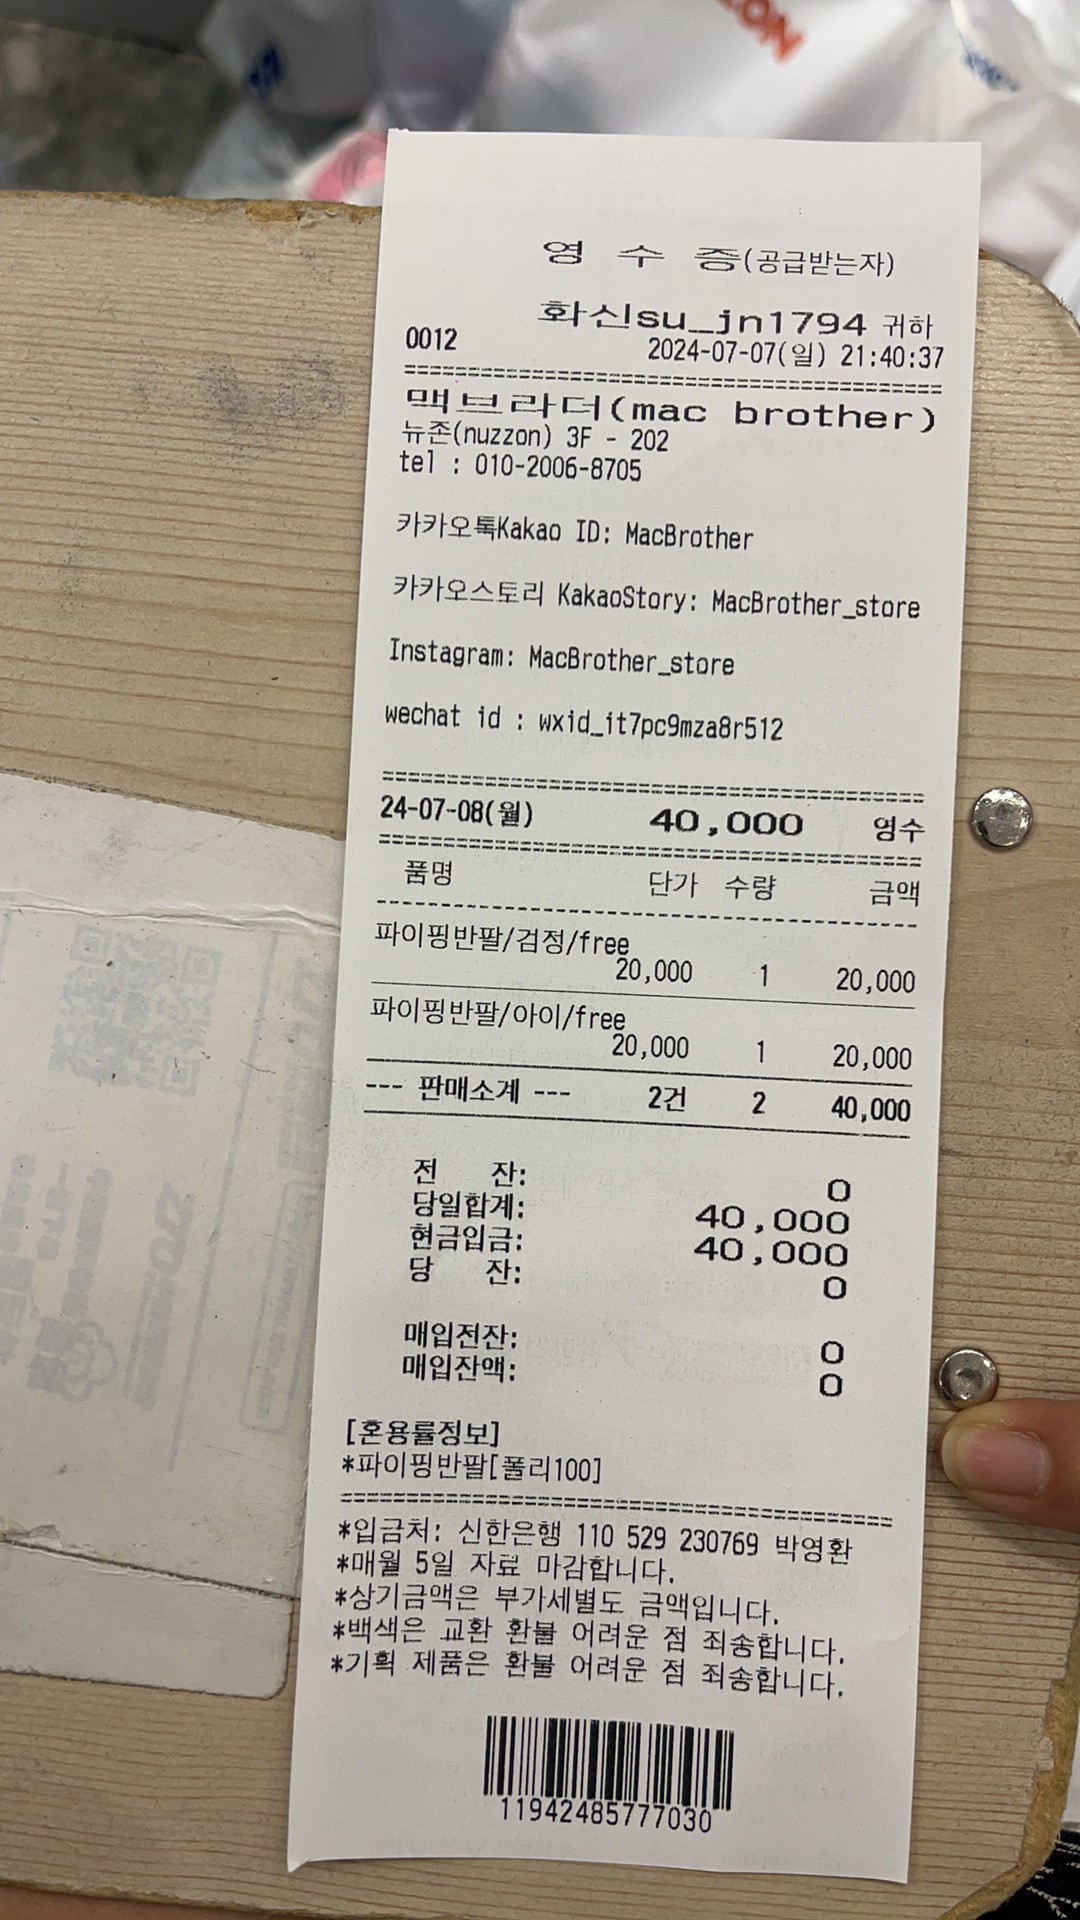 영 수 증(공급받는자)
화신su_jn1794 귀하
0012 2024-07-07(일) 21:40:37
==========================================
맥브라더(mac brother)
뉴존(nuzzon) 3F - 202
tel : 010-2006-8705
카카오톡Kakao ID: MacBrother
카카오스토리 KakaoStory: MacBrother_store
Instagram: MacBrother_store
wechat id : wxid_it7pc9mza8r512
==========================================
24-07-08(월) 40,000 영수
==========================================
품명 단가 수량 금액
------------------------------------------
파이핑반팔/검정/free
20,000 1 20,000
파이핑반팔/아이/free
20,000 1 20,000
--- 판매소계 --- 2건 2 40,000
전 잔: 0
당일합계: 40,000
현금입금: 40,000
당 잔: 0
매입전잔: 0
매입잔액: 0
[혼용률정보]
*파이핑반팔[폴리100]
==========================================
*입금처: 신한은행 110 529 230769 박영환
*매월 5일 자료 마감합니다.
*상기금액은 부가세별도 금액입니다.
*백색은 교환 환불 어려운 점 죄송합니다.
*기획 제품은 환불 어려운 점 죄송합니다.
11942485777030